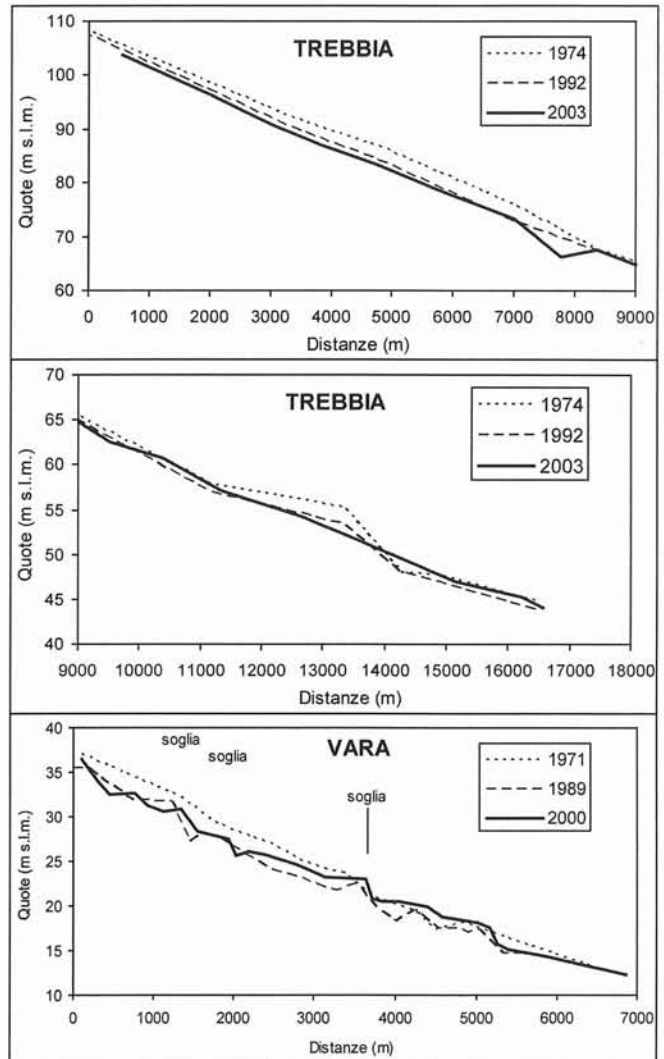 TREBBIA
1974
1992
2003
Quote (m s.l.m.)
110
100
90
80
70
60
0 1000 2000 3000 4000 5000 6000 7000 8000 9000
Distanze (m)
TREBBIA
1974
1992
2003
Quote (m s.l.m.)
70
65
60
55
50
45
40
9000 10000 11000 12000 13000 14000 15000 16000 17000 18000
Distanze (m)
VARA
soglia
soglia
soglia
1971
1989
2000
Quote (m s.l.m.)
40
35
30
25
20
15
10
0 1000 2000 3000 4000 5000 6000 7000
Distanze (m)